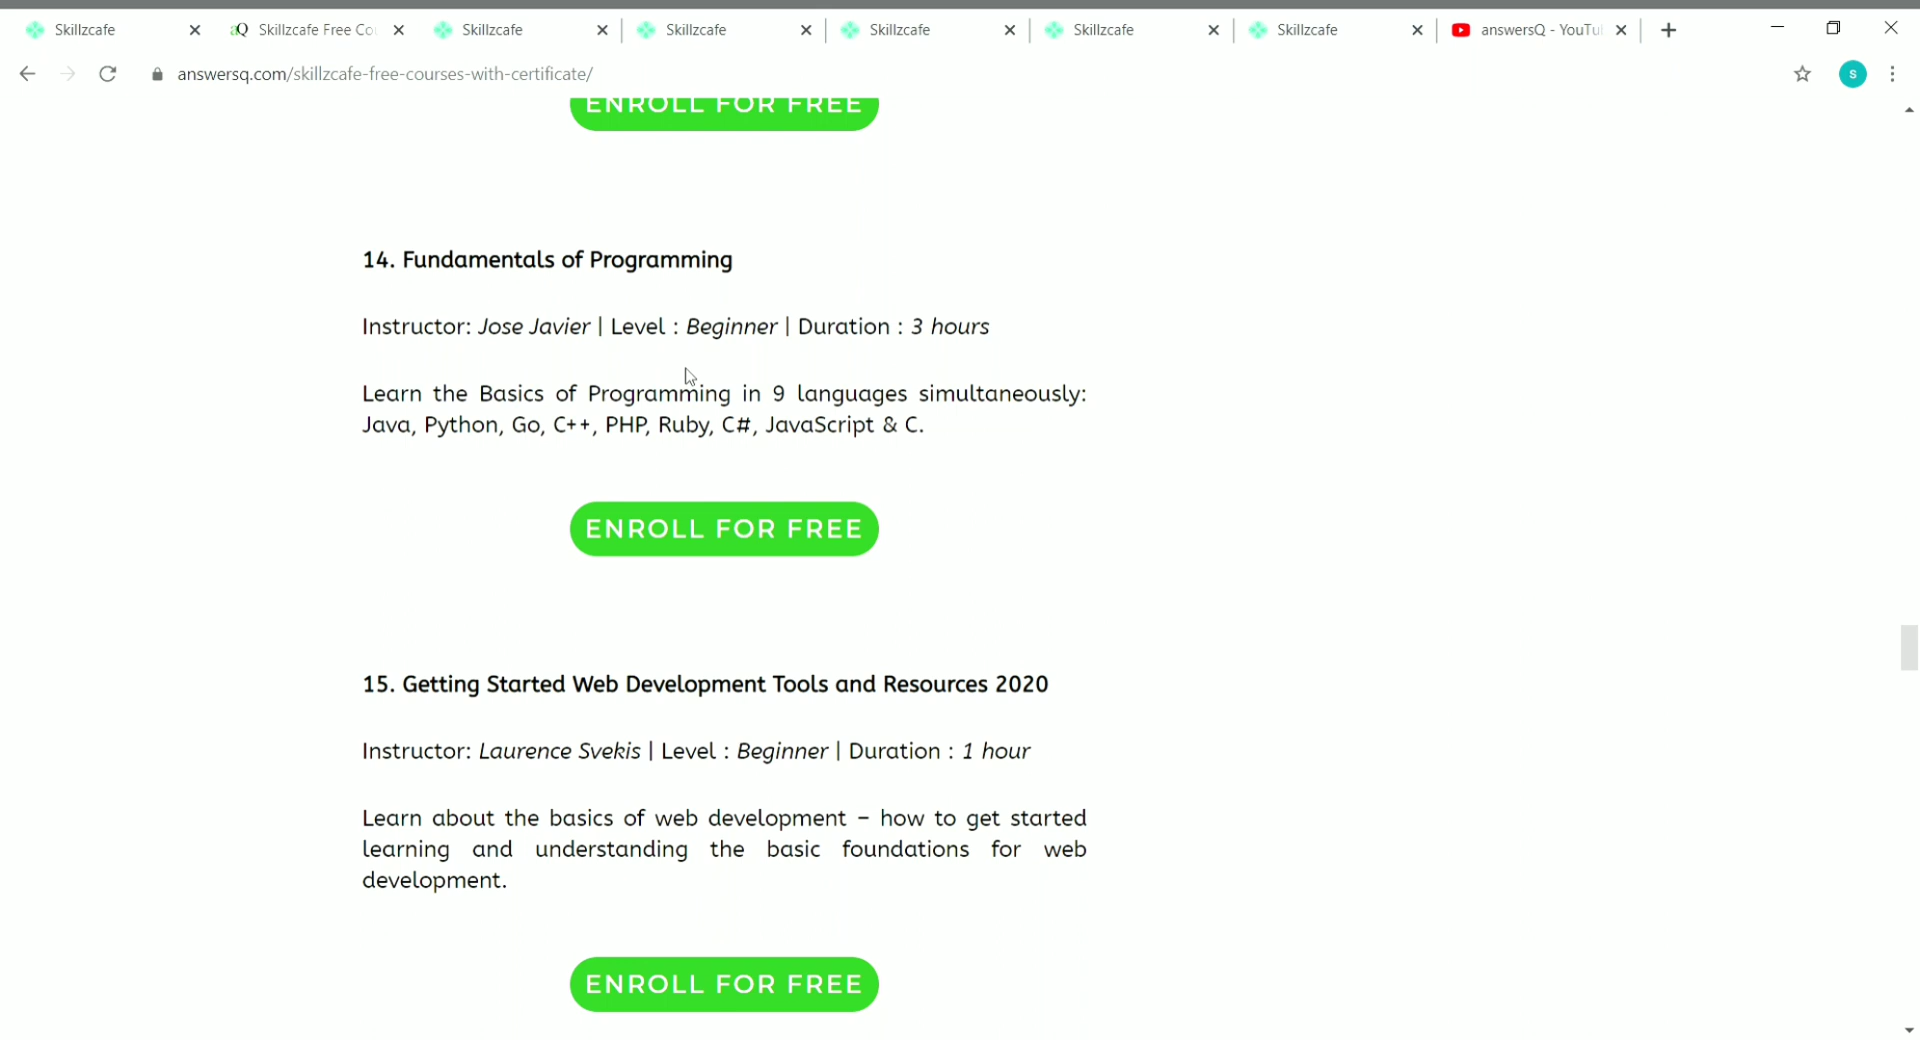 Skillzcafe
Skillzcafe Free Co
Skillzcafe
Skillzcafe
Skillzcafe
Skillzcafe
Skillzcafe
answersQ - YouTu
answersq.com/skillzcafe-free-courses-with-certificate/
S
ENROLL FOR FREE
14. Fundamentals of Programming
Instructor: Jose Javier | Level : Beginner | Duration : 3 hours
Learn the Basics of Programming in 9 languages simultaneously:
Java, Python, Go, C++, PHP, Ruby, C#, JavaScript & C.
ENROLL FOR FREE
15. Getting Started Web Development Tools and Resources 2020
Instructor: Laurence Svekis | Level : Beginner | Duration : 1 hour
Learn about the basics of web development – how to get started
learning and understanding the basic foundations for web
development.
ENROLL FOR FREE